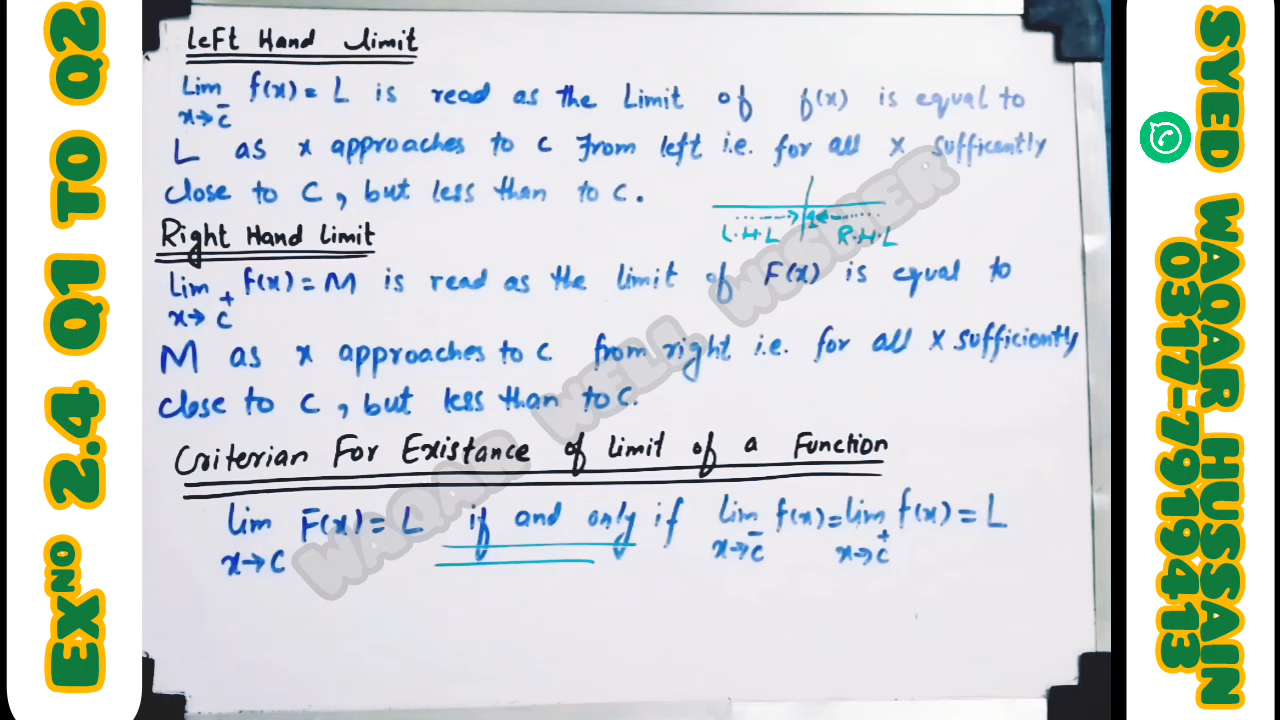 EXNO 2.4 Q1 TO Q2
Left Hand limit
Lim f(x) = L is read as the Limit of f(x) is equal to
x→c⁻
L as x approaches to c From left i.e. for all x sufficently
close to C, but less than to c.
L.H.L R.H.L
Right Hand Limit
Lim f(x) = M is read as the limit of F(x) is equal to
x→c⁺
M as x approaches to c from right i.e. for all x sufficiently
close to c, but less than to c.
Criterian For Existance of Limit of a Function
lim F(x) = L if and only if lim f(x) = lim f(x) = L
x→c x→c⁻ x→c⁺
WAQAR WELL WISHER
SYED WAQAR HUSSAIN
0317-7919413